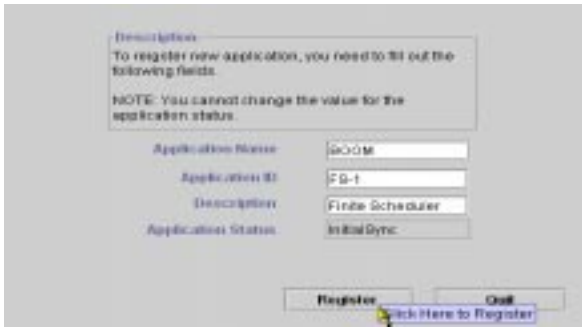 Description
To reigster new application, you need to fill out the
following fields.
NOTE: You cannot change the value for the
application status.
Application Name BOOM
Application ID FS-1
Description Finite Scheduler
Application Status InitialSync
Register Quit
Click Here to Register